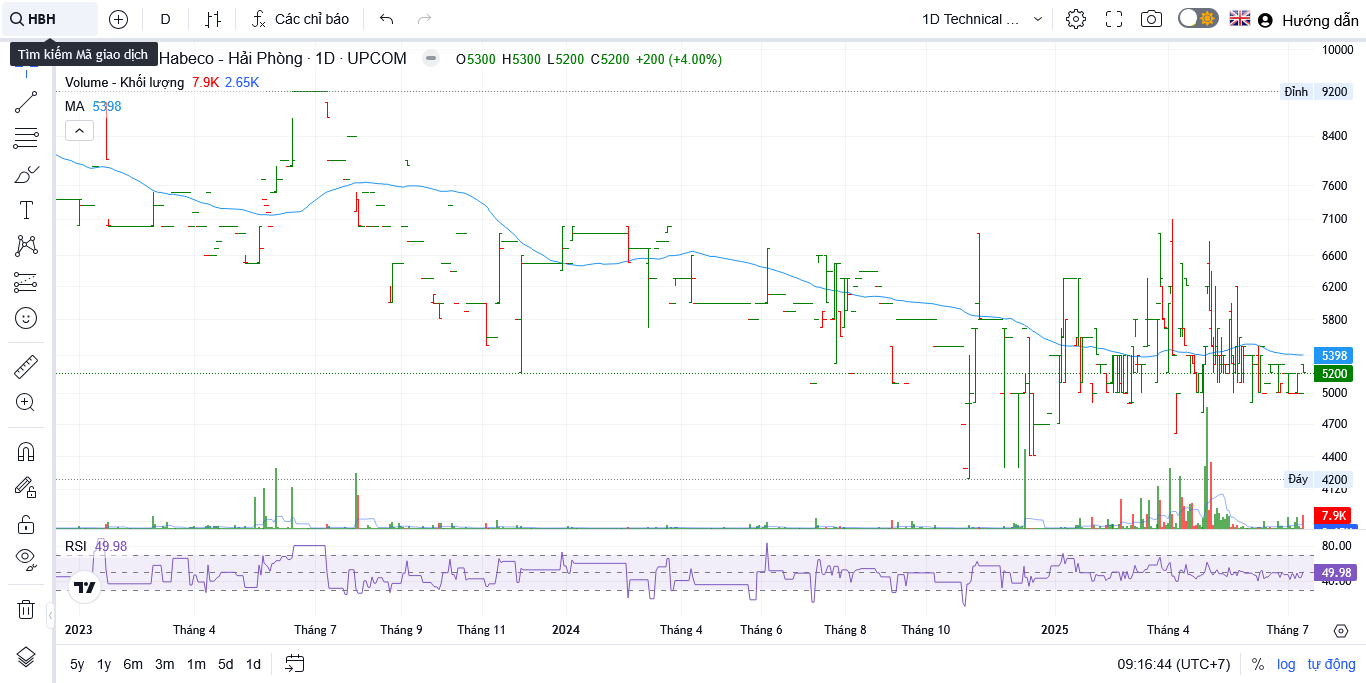 HBH
D
Các chỉ báo
1D Technical ...
Hướng dẫn
Tìm kiếm Mã giao dịch
Habeco - Hải Phòng · 1D · UPCOM
O5300 H5300 L5200 C5200 +200 (+4.00%)
Volume - Khối lượng 7.9K 2.65K
MA 5398
10000
Đỉnh 9200
8400
7600
7100
6600
6200
5800
5398
5200
5000
4700
4400
Đáy 4200
4120
7.9K
RSI 49.98
80.00
49.98
40.00
2023 Tháng 4 Tháng 7 Tháng 9 Tháng 11 2024 Tháng 4 Tháng 6 Tháng 8 Tháng 10 2025 Tháng 4 Tháng 7
5y 1y 6m 3m 1m 5d 1d
09:16:44 (UTC+7) % log tự động